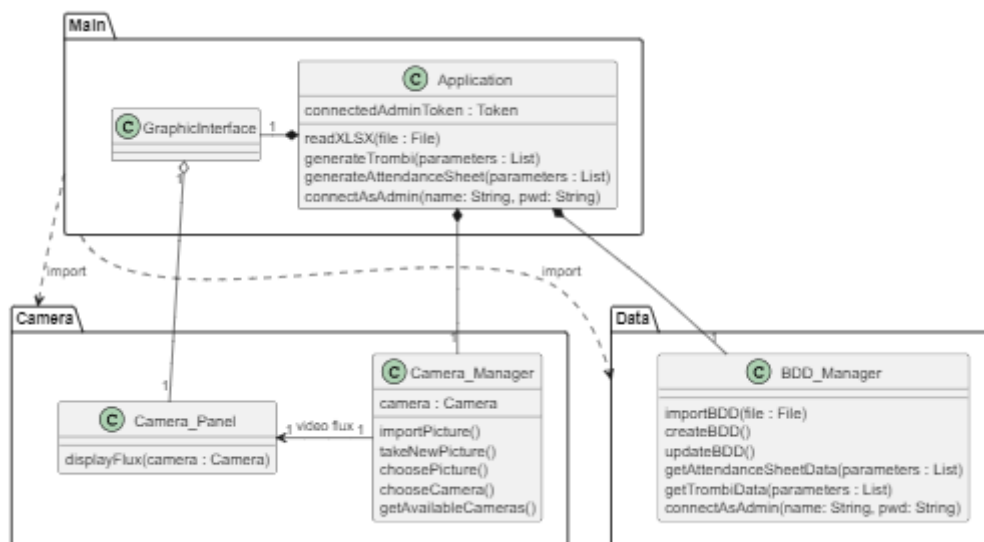 Main
C Application
connectedAdminToken : Token
readXLSX(file : File)
generateTrombi(parameters : List)
generateAttendanceSheet(parameters : List)
connectAsAdmin(name: String, pwd: String)
C GraphicInterface
1
1
import
import
Camera
1
C Camera_Manager
camera : Camera
importPicture()
takeNewPicture()
choosePicture()
chooseCamera()
getAvailableCameras()
1
C Camera_Panel
displayFlux(camera : Camera)
1 video flux 1
Data
1
C BDD_Manager
importBDD(file : File)
createBDD()
updateBDD()
getAttendanceSheetData(parameters : List)
getTrombiData(parameters : List)
connectAsAdmin(name: String, pwd: String)